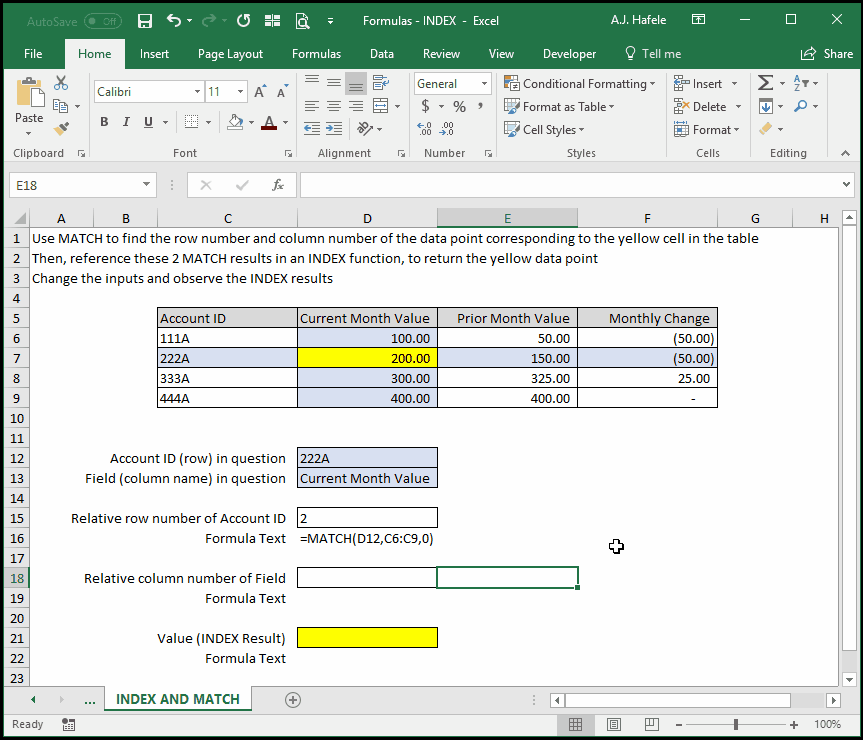 AutoSave Off Formulas - INDEX - Excel A.J. Hafele
File Home Insert Page Layout Formulas Data Review View Developer Tell me Share
Paste Calibri 11 General Conditional Formatting Insert
B I U $ % , Format as Table Delete
Cell Styles Format
Clipboard Font Alignment Number Styles Cells Editing
E18 fx
A B C D E F G H
1 Use MATCH to find the row number and column number of the data point corresponding to the yellow cell in the table
2 Then, reference these 2 MATCH results in an INDEX function, to return the yellow data point
3 Change the inputs and observe the INDEX results
4
5 Account ID Current Month Value Prior Month Value Monthly Change
6 111A 100.00 50.00 (50.00)
7 222A 200.00 150.00 (50.00)
8 333A 300.00 325.00 25.00
9 444A 400.00 400.00 -
10
11
12 Account ID (row) in question 222A
13 Field (column name) in question Current Month Value
14
15 Relative row number of Account ID 2
16 Formula Text =MATCH(D12,C6:C9,0)
17
18 Relative column number of Field
19 Formula Text
20
21 Value (INDEX Result)
22 Formula Text
23
... INDEX AND MATCH
Ready 100%